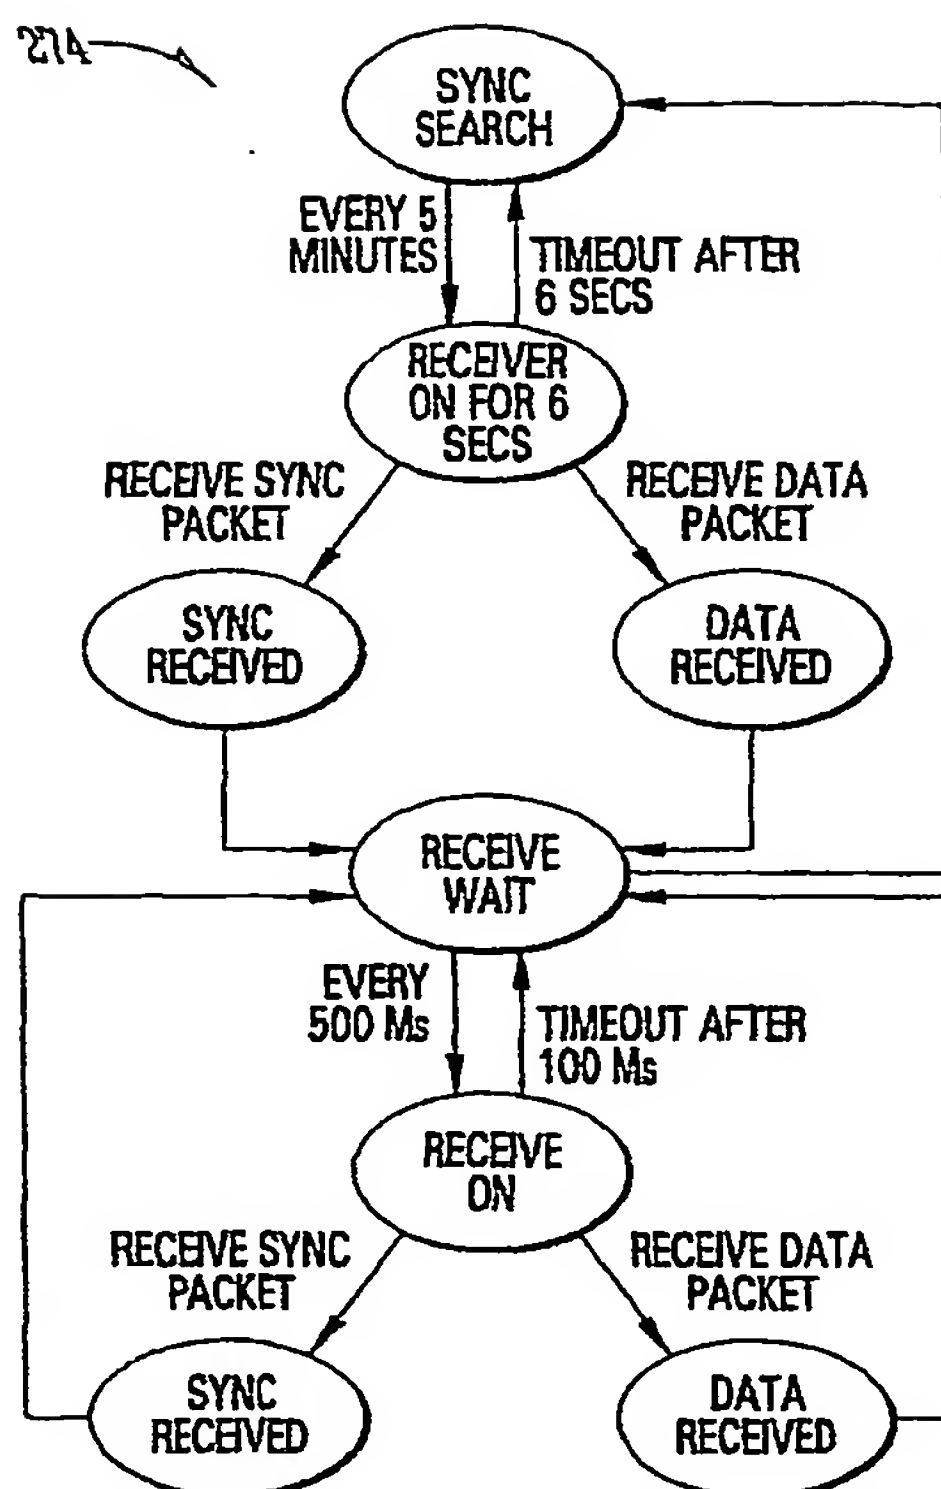 274
SYNC
SEARCH
EVERY 5
MINUTES
TIMEOUT AFTER
6 SECS
RECEIVER
ON FOR 6
SECS
RECEIVE SYNC
PACKET
RECEIVE DATA
PACKET
SYNC
RECEIVED
DATA
RECEIVED
RECEIVE
WAIT
EVERY
500 Ms
TIMEOUT AFTER
100 Ms
RECEIVE
ON
RECEIVE SYNC
PACKET
RECEIVE DATA
PACKET
SYNC
RECEIVED
DATA
RECEIVED